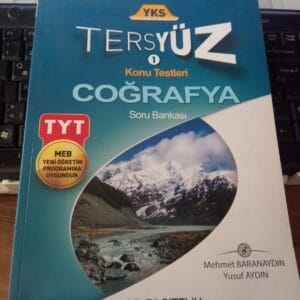 YKS
TERSYÜZ
1
Konu Testleri
COĞRAFYA
Soru Bankası
TYT
MEB
YENİ ÖĞRETİM
PROGRAMINA
UYGUNDUR
Mehmet BARANAYDIN
Yusuf AYDIN